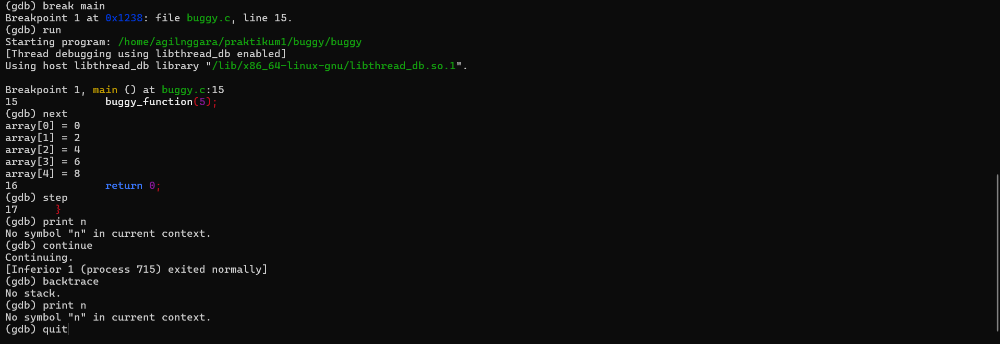 (gdb) break main
Breakpoint 1 at 0x1238: file buggy.c, line 15.
(gdb) run
Starting program: /home/agilnggara/praktikum1/buggy/buggy
[Thread debugging using libthread_db enabled]
Using host libthread_db library "/lib/x86_64-linux-gnu/libthread_db.so.1".

Breakpoint 1, main () at buggy.c:15
15              buggy_function(5);
(gdb) next
array[0] = 0
array[1] = 2
array[2] = 4
array[3] = 6
array[4] = 8
16              return 0;
(gdb) step
17      }
(gdb) print n
No symbol "n" in current context.
(gdb) continue
Continuing.
[Inferior 1 (process 715) exited normally]
(gdb) backtrace
No stack.
(gdb) print n
No symbol "n" in current context.
(gdb) quit